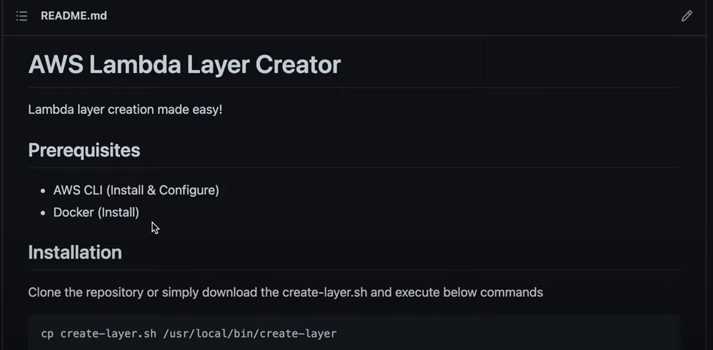 README.md
AWS Lambda Layer Creator
Lambda layer creation made easy!
Prerequisites
AWS CLI (Install & Configure)
Docker (Install)
Installation
Clone the repository or simply download the create-layer.sh and execute below commands
cp create-layer.sh /usr/local/bin/create-layer